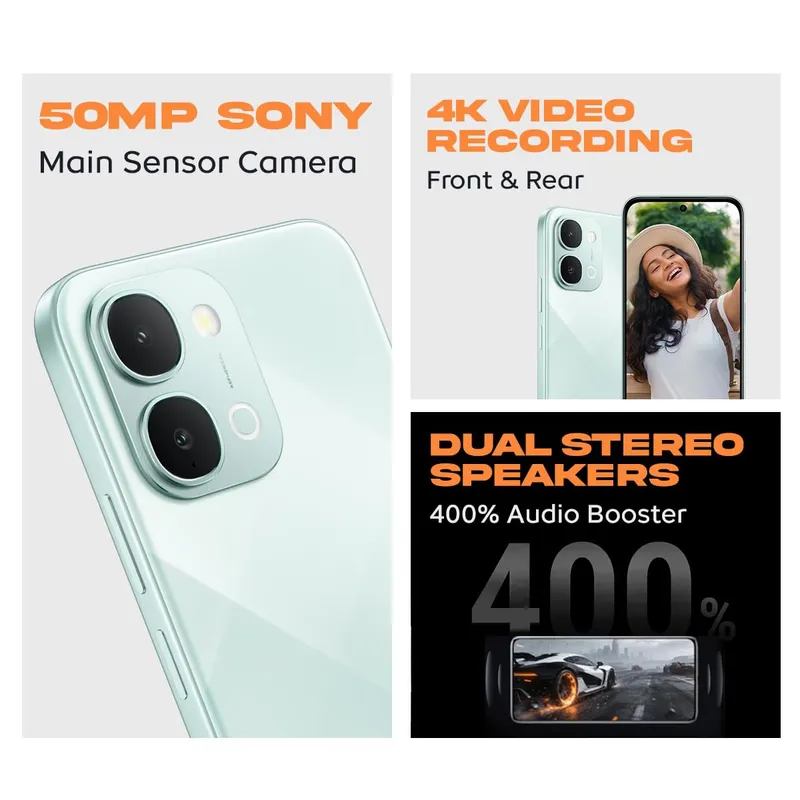 50MP SONY
Main Sensor Camera
4K VIDEO
RECORDING
Front & Rear
DUAL STEREO
SPEAKERS
400% Audio Booster
400%